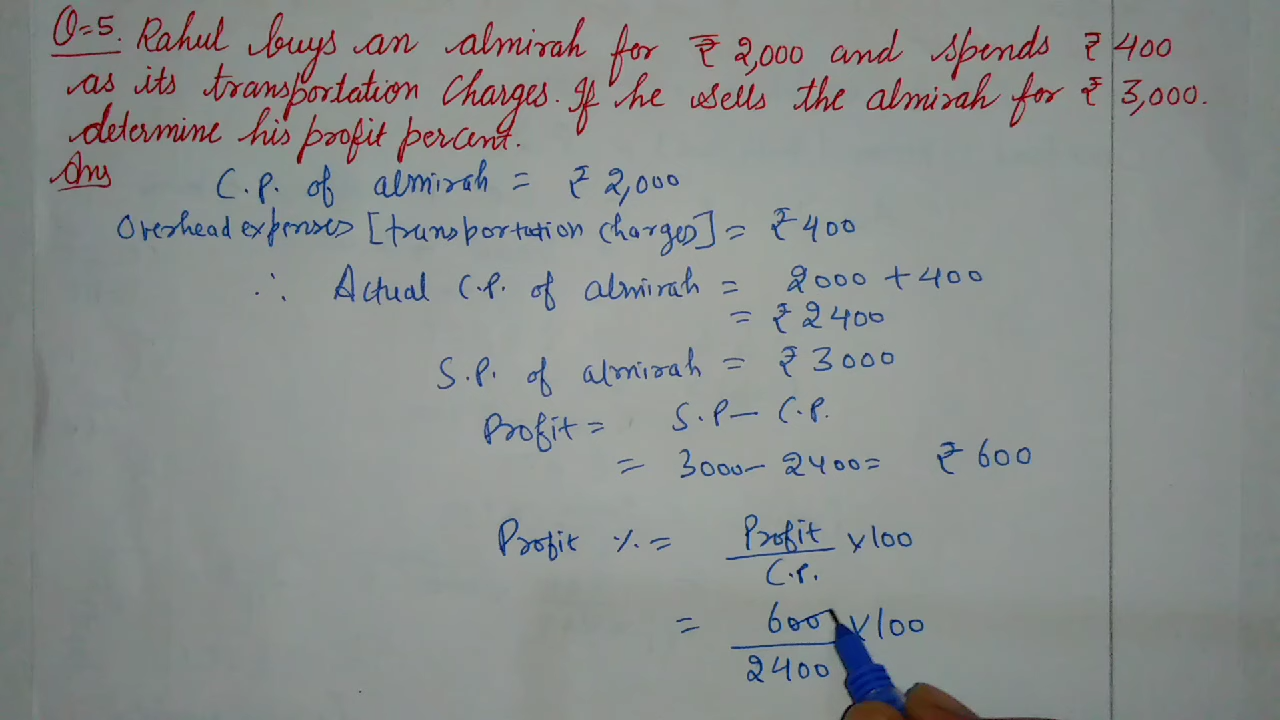 Q=5. Rahul buys an almirah for ₹ 2,000 and spends ₹ 400
as its transportation charges. If he sells the almirah for ₹ 3,000.
determine his profit percent.
Ans
C.P. of almirah = ₹ 2,000
Overhead expenses [transportation charges] = ₹ 400
∴ Actual C.P. of almirah = 2000 + 400
= ₹ 2400
S.P. of almirah = ₹ 3000
Profit = S.P - C.P.
= 3000 - 2400 = ₹ 600
Profit % = Profit/C.P. × 100
= 600/2400 × 100